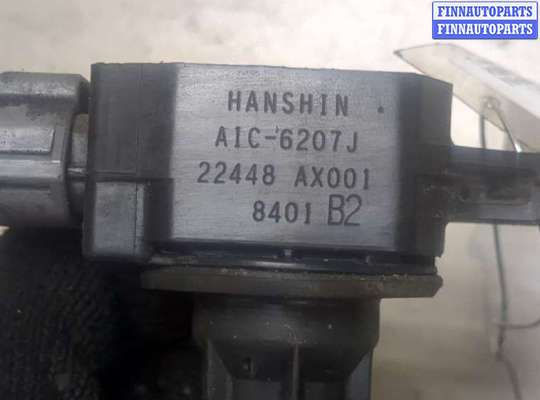 FINNAUTOPARTS
FINNAUTOPARTS
HANSHIN
AIC-6207J
22448 AX001
8401 B2